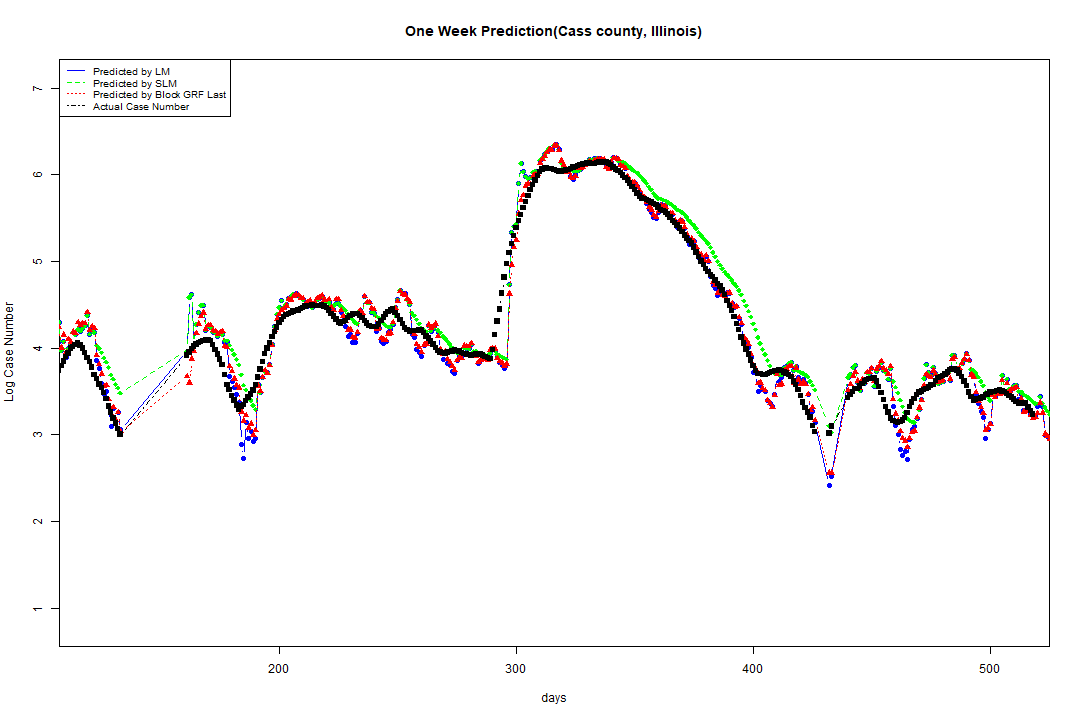 One Week Prediction(Cass county, Illinois)
Predicted by LM
Predicted by SLM
Predicted by Block GRF Last
Actual Case Number
7
6
5
4
3
2
1
Log Case Number
200 300 400 500
days